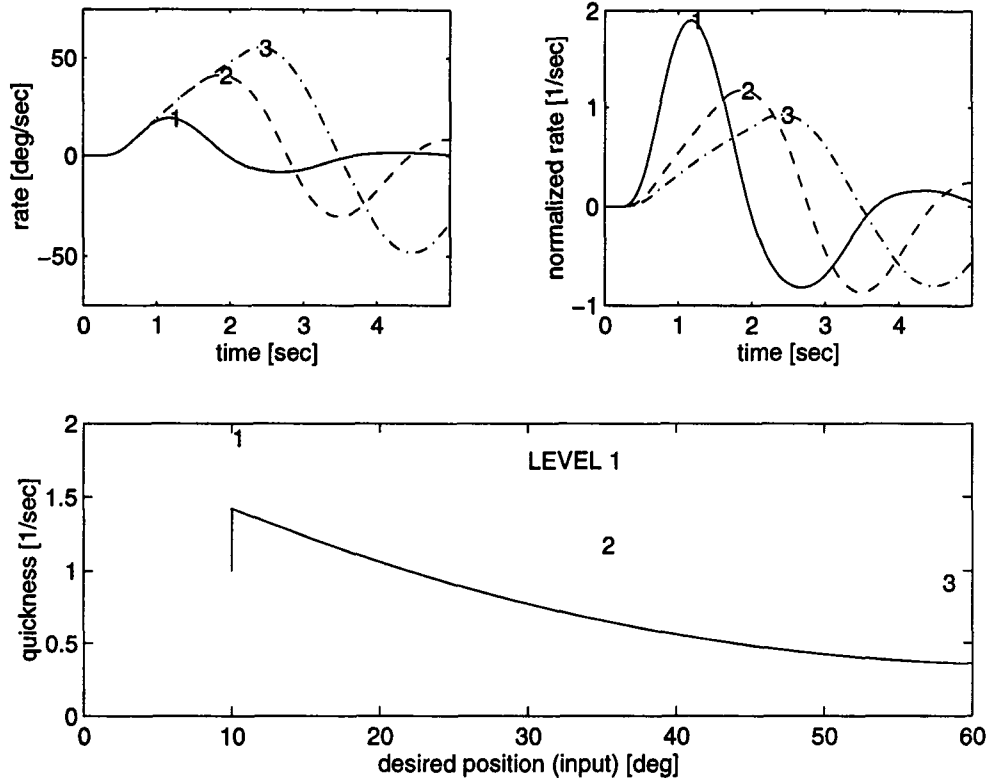 rate [deg/sec]
50
0
−50
1
2
3
0 1 2 3 4
time [sec]
normalized rate [1/sec]
2
1
0
−1
1
2
3
0 1 2 3 4
time [sec]
quickness [1/sec]
2
1.5
1
0.5
0
1
LEVEL 1
2
3
0 10 20 30 40 50 60
desired position (input) [deg]